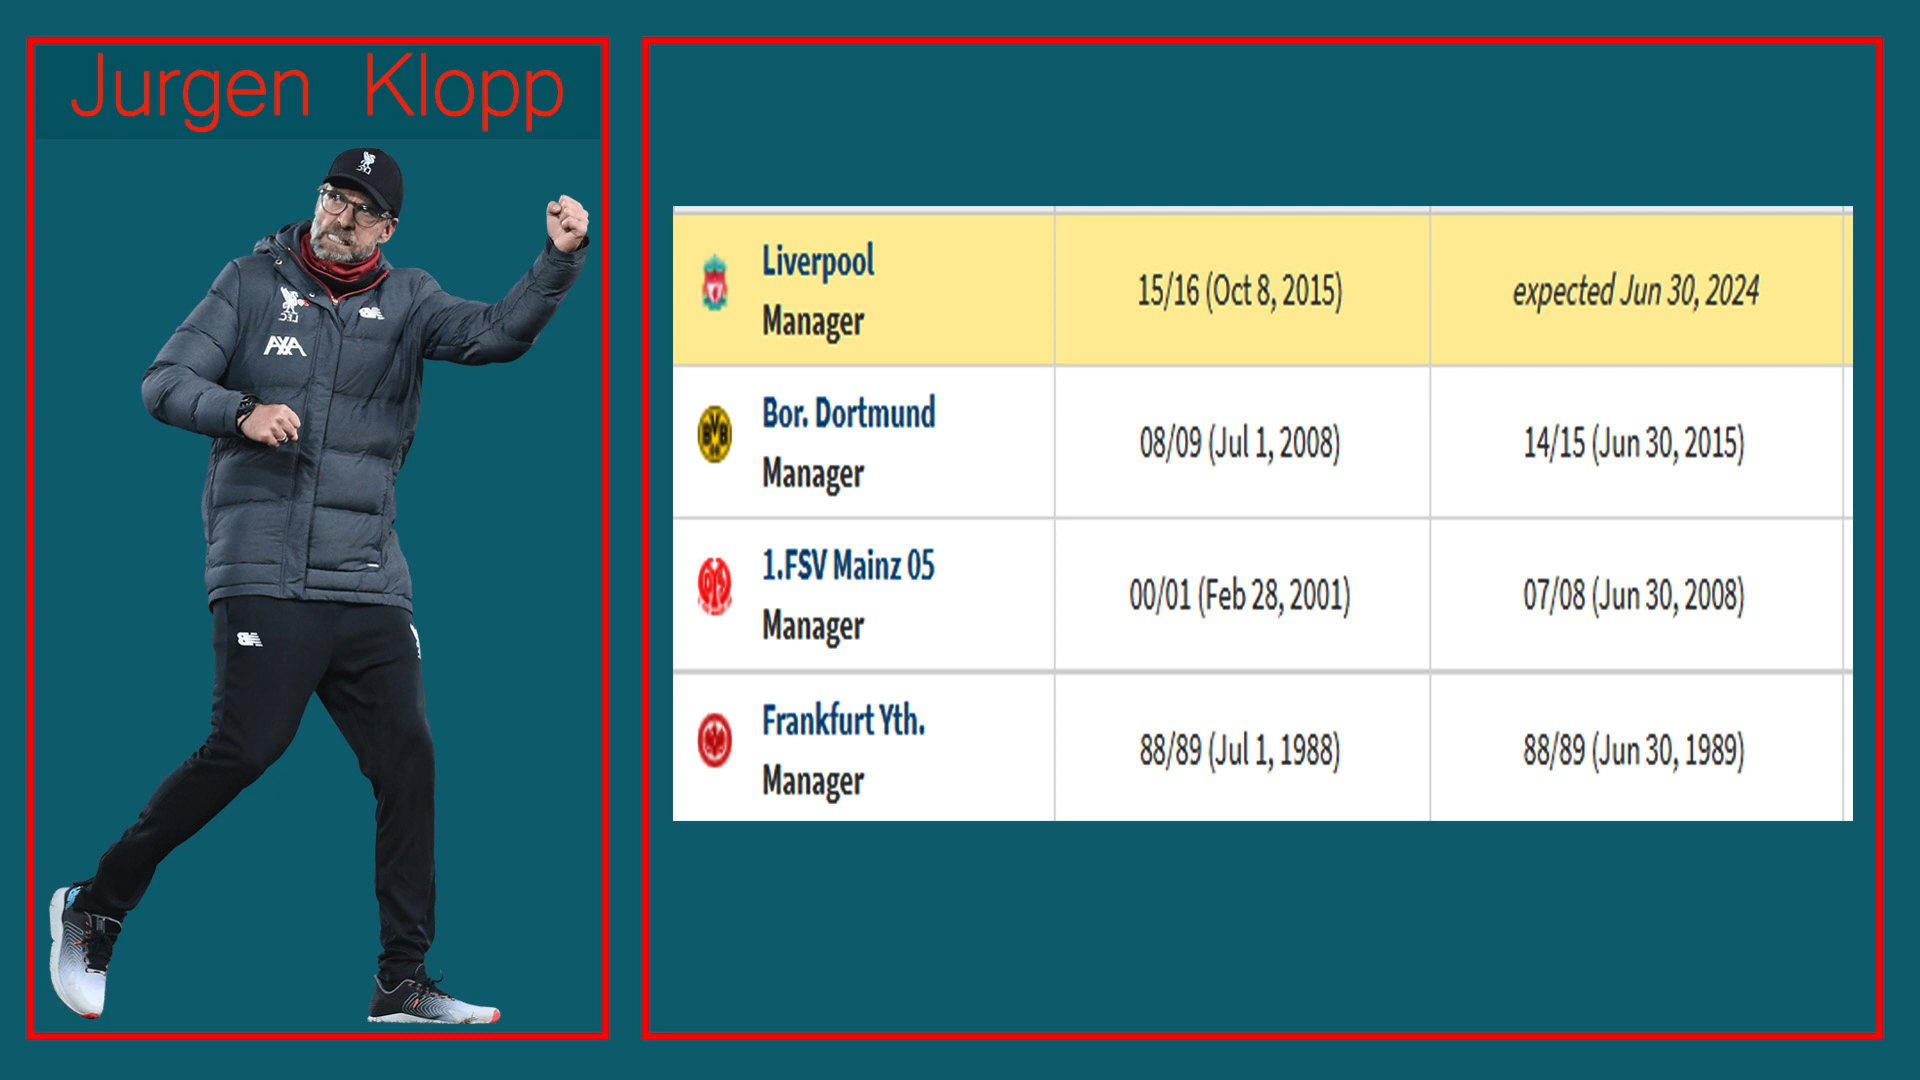 Jurgen Klopp
AXA
Liverpool
Manager
15/16 (Oct 8, 2015)
expected Jun 30, 2024
Bor. Dortmund
Manager
08/09 (Jul 1, 2008)
14/15 (Jun 30, 2015)
1.FSV Mainz 05
Manager
00/01 (Feb 28, 2001)
07/08 (Jun 30, 2008)
Frankfurt Yth.
Manager
88/89 (Jul 1, 1988)
88/89 (Jun 30, 1989)